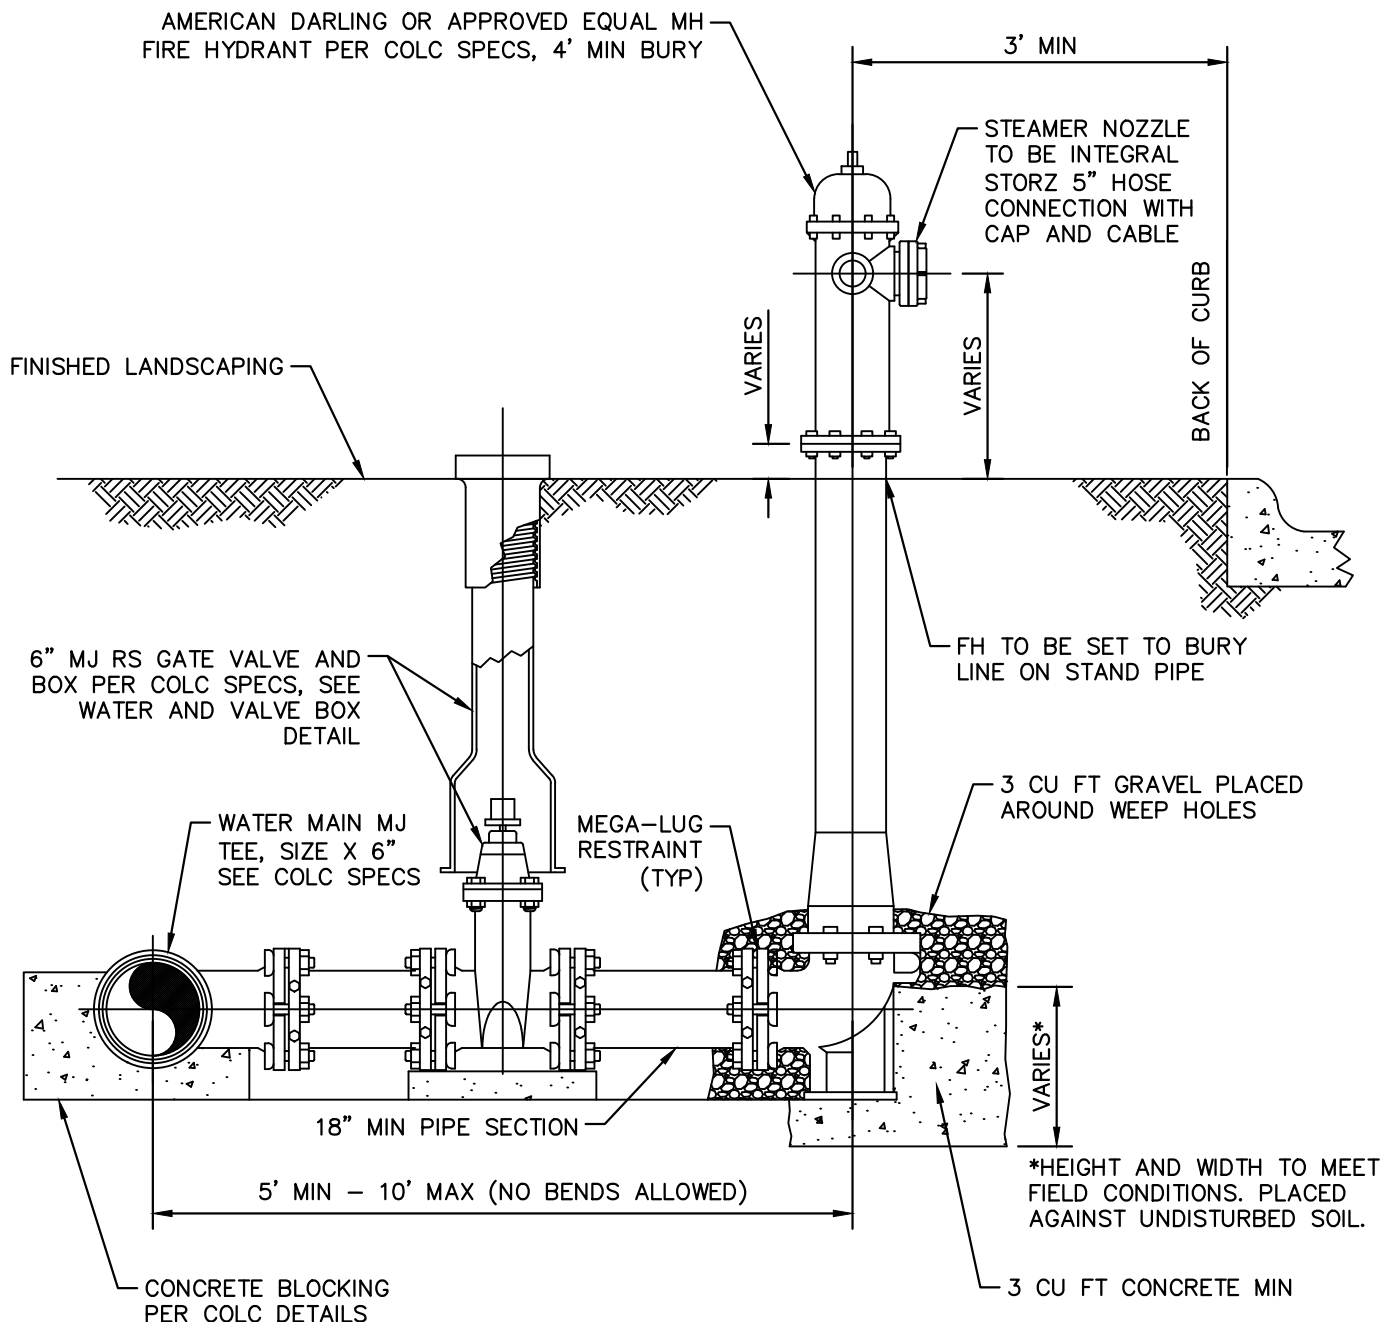 AMERICAN DARLING OR APPROVED EQUAL MH
FIRE HYDRANT PER COLC SPECS, 4' MIN BURY
3' MIN
STEAMER NOZZLE
TO BE INTEGRAL
STORZ 5" HOSE
CONNECTION WITH
CAP AND CABLE
BACK OF CURB
VARIES
VARIES
FINISHED LANDSCAPING
6" MJ RS GATE VALVE AND
BOX PER COLC SPECS, SEE
WATER AND VALVE BOX
DETAIL
FH TO BE SET TO BURY
LINE ON STAND PIPE
3 CU FT GRAVEL PLACED
AROUND WEEP HOLES
WATER MAIN MJ
TEE, SIZE X 6"
SEE COLC SPECS
MEGA-LUG
RESTRAINT
(TYP)
VARIES*
18" MIN PIPE SECTION
5' MIN - 10' MAX (NO BENDS ALLOWED)
*HEIGHT AND WIDTH TO MEET
FIELD CONDITIONS. PLACED
AGAINST UNDISTURBED SOIL.
CONCRETE BLOCKING
PER COLC DETAILS
3 CU FT CONCRETE MIN